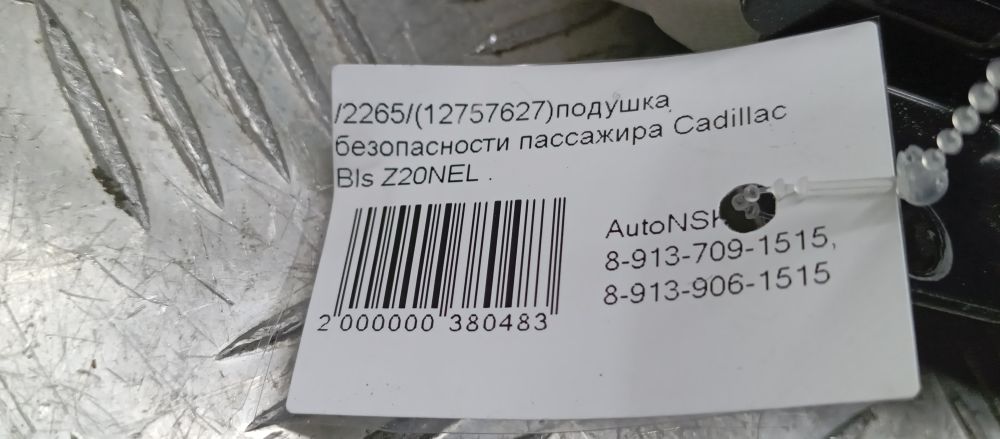 /2265/(12757627)подушка
безопасности пассажира Cadillac
Bls Z20NEL .
AutoNSK
8-913-709-1515,
8-913-906-1515
2 000000 380483